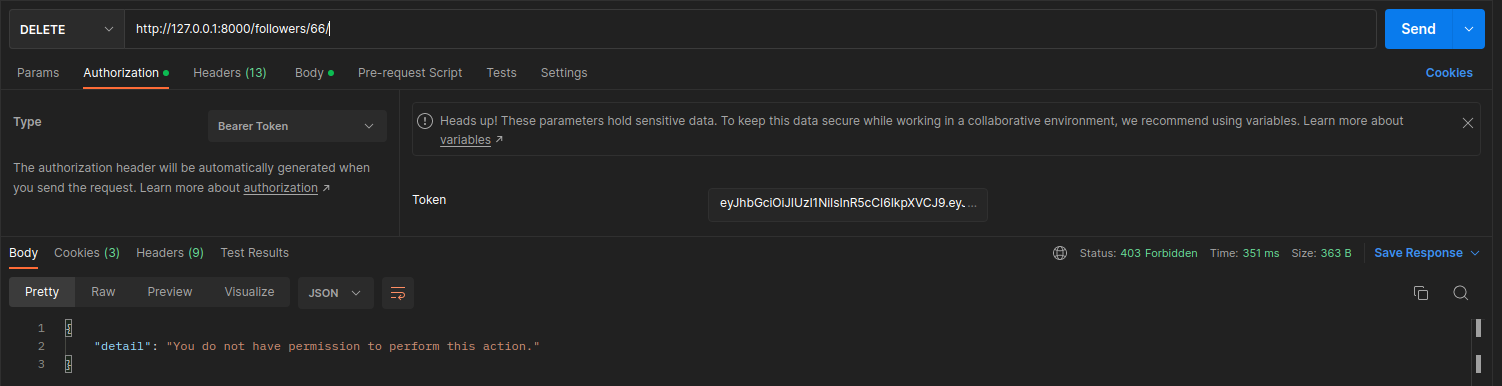 DELETE http://127.0.0.1:8000/followers/66/ Send
Params Authorization Headers (13) Body Pre-request Script Tests Settings Cookies
Type Bearer Token
The authorization header will be automatically generated when
you send the request. Learn more about authorization ↗
Heads up! These parameters hold sensitive data. To keep this data secure while working in a collaborative environment, we recommend using variables. Learn more about
variables ↗
Token eyJhbGciOiJIUzI1NiIsInR5cCI6IkpXVCJ9.eyJ...
Body Cookies (3) Headers (9) Test Results Status: 403 Forbidden Time: 351 ms Size: 363 B Save Response
Pretty Raw Preview Visualize JSON
1 {
2 "detail": "You do not have permission to perform this action."
3 }